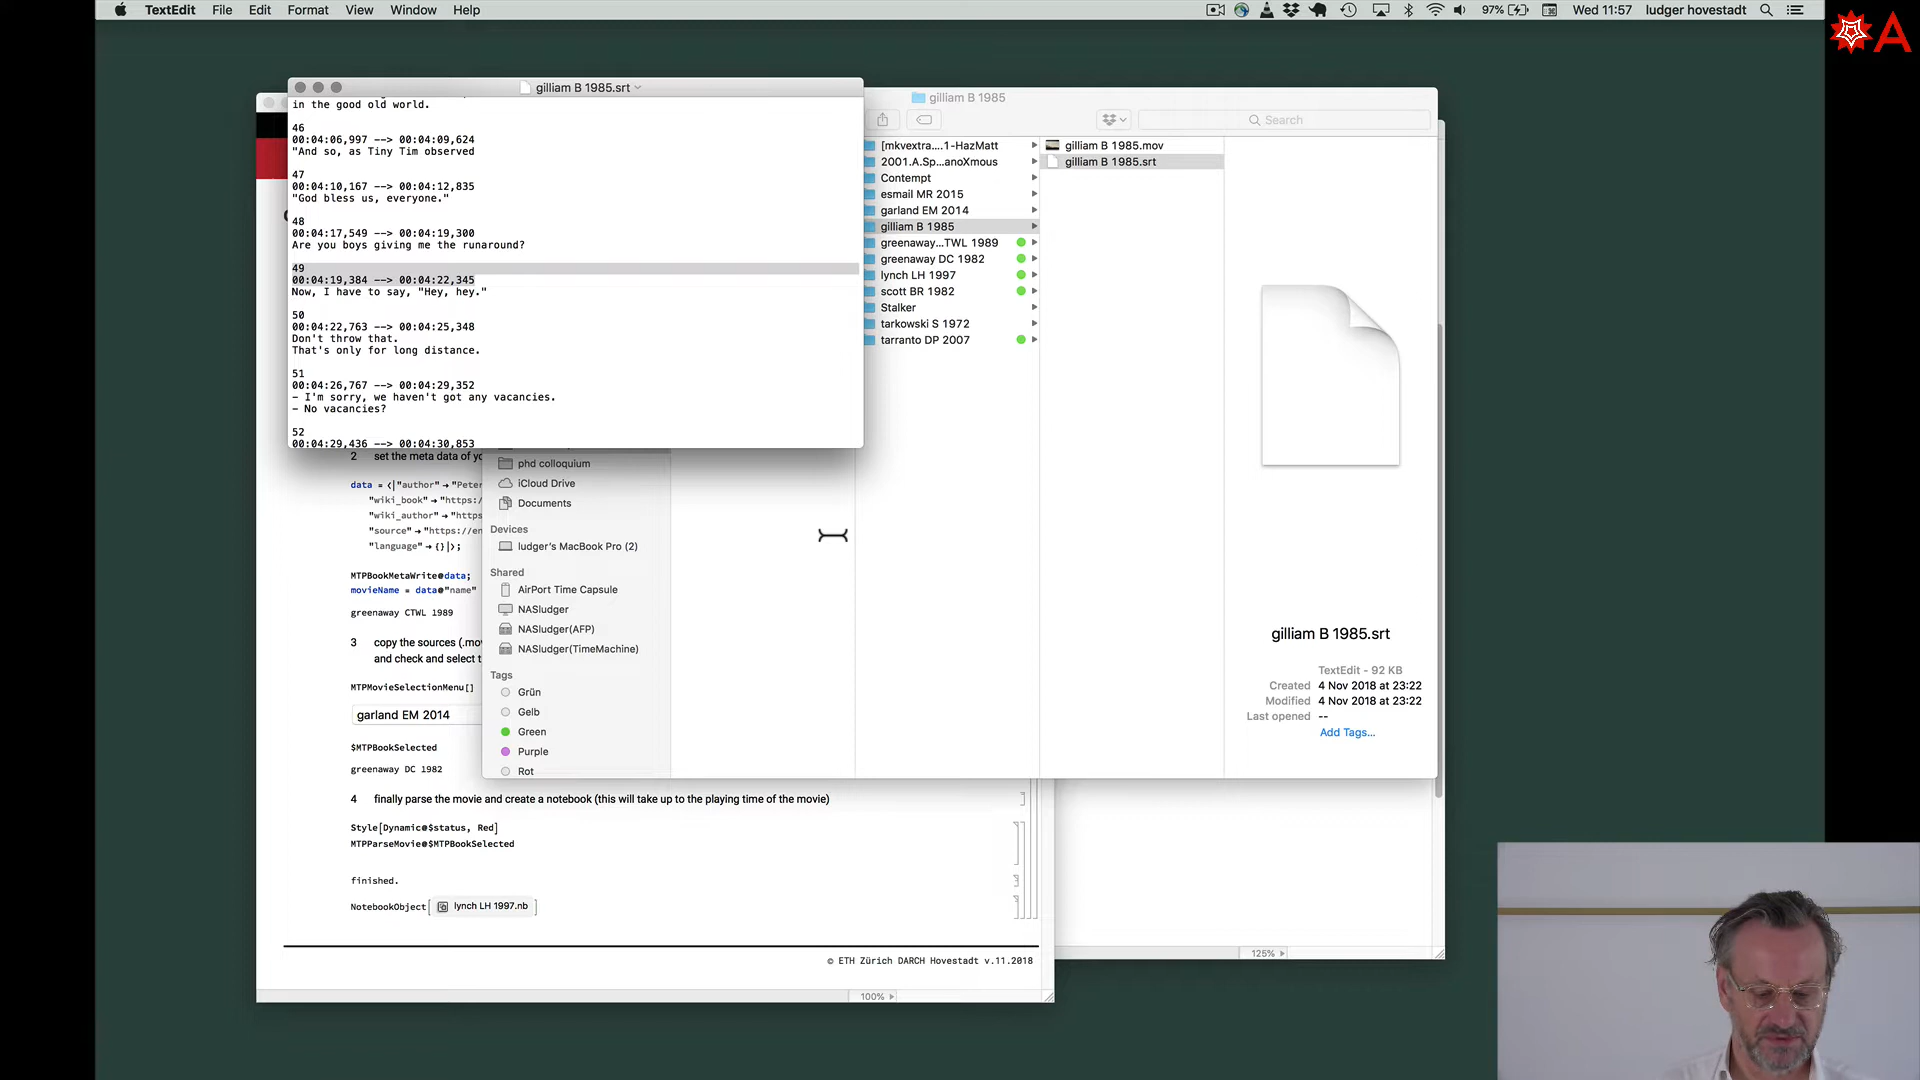 TextEdit File Edit Format View Window Help
97% Wed 11:57 ludger hovestadt
A
gilliam B 1985.srt
in the good old world.
46
00:04:06,997 --> 00:04:09,624
"And so, as Tiny Tim observed
47
00:04:10,167 --> 00:04:12,835
"God bless us, everyone."
48
00:04:17,549 --> 00:04:19,300
Are you boys giving me the runaround?
49
00:04:19,384 --> 00:04:22,345
Now, I have to say, "Hey, hey."
50
00:04:22,763 --> 00:04:25,348
Don't throw that.
That's only for long distance.
51
00:04:26,767 --> 00:04:29,352
- I'm sorry, we haven't got any vacancies.
- No vacancies?
52
00:04:29,436 --> 00:04:30,853
gilliam B 1985
Search
[mkvextra....1-HazMatt
2001.A.Sp...anoXmous
Contempt
esmail MR 2015
garland EM 2014
gilliam B 1985
greenaway...TWL 1989
greenaway DC 1982
lynch LH 1997
scott BR 1982
Stalker
tarkowski S 1972
tarranto DP 2007
gilliam B 1985.mov
gilliam B 1985.srt
gilliam B 1985.srt
TextEdit - 92 KB
Created 4 Nov 2018 at 23:22
Modified 4 Nov 2018 at 23:22
Last opened --
Add Tags...
phd colloquium
iCloud Drive
Documents
Devices
ludger's MacBook Pro (2)
Shared
AirPort Time Capsule
NASludger
NASludger(AFP)
NASludger(TimeMachine)
Tags
Grün
Gelb
Green
Purple
Rot
2 set the meta data of yo
data = <|"author"→"Peter
"wiki_book"→"https:/
"wiki_author"→"https
"source"→"https://en
"language"→{}|>;
MTPBookMetaWrite@data;
movieName = data@"name"
greenaway CTWL 1989
3 copy the sources (.mov
and check and select t
MTPMovieSelectionMenu[]
garland EM 2014
$MTPBookSelected
greenaway DC 1982
4 finally parse the movie and create a notebook (this will take up to the playing time of the movie)
Style[Dynamic@$status, Red]
MTPParseMovie@$MTPBookSelected
finished.
NotebookObject[ lynch LH 1997.nb ]
© ETH Zürich DARCH Hovestadt v.11.2018
100%
125%